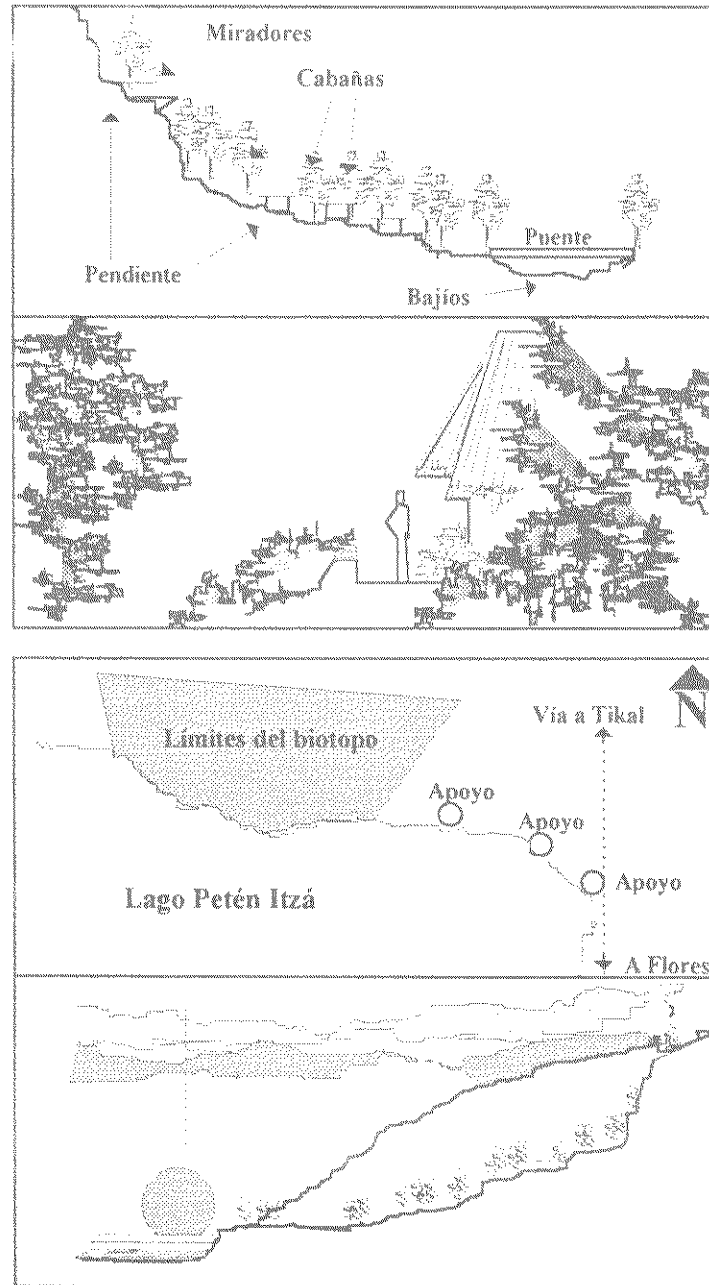 Miradores
Cabañas
Puente
Pendiente
Bajíos
N
Vía a Tikal
Límites del biotopo
Apoyo
Apoyo
Apoyo
Lago Petén Itzá
A Flores